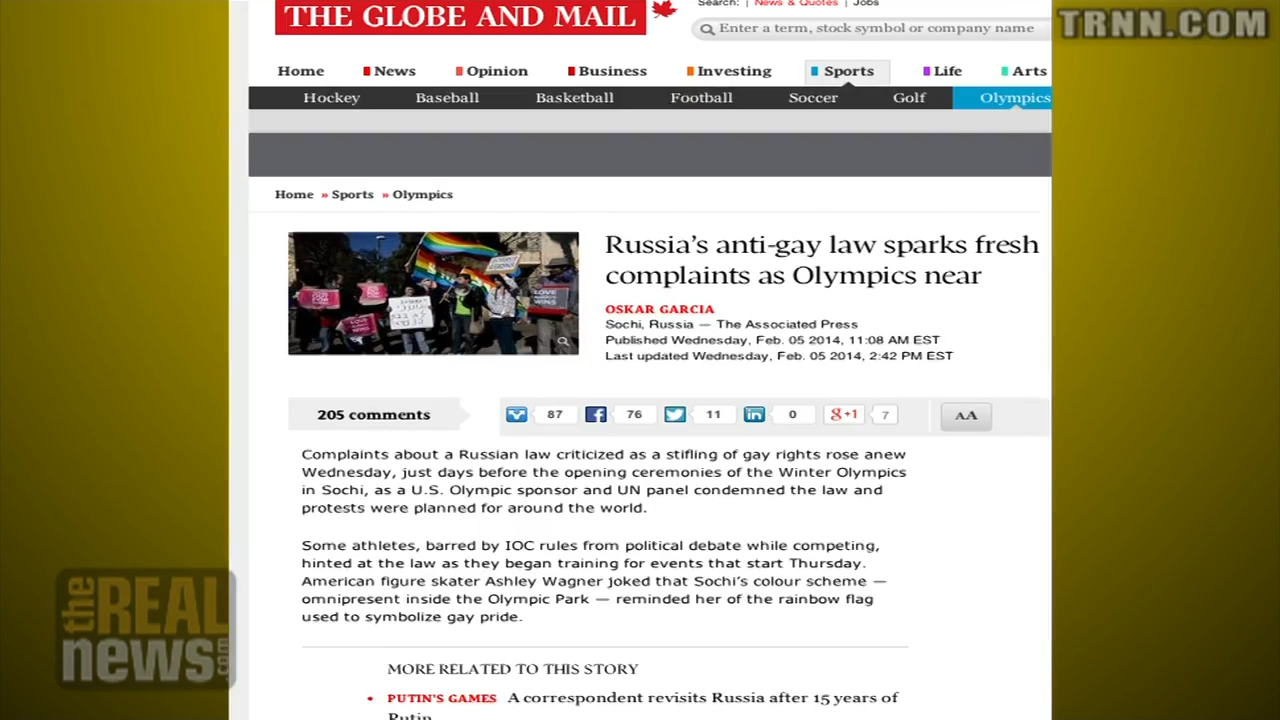 THE GLOBE AND MAIL
Search: | News & Quotes | Jobs
Enter a term, stock symbol or company name
TRNN.COM
Home News Opinion Business Investing Sports Life Arts
Hockey Baseball Basketball Football Soccer Golf Olympics
Home » Sports » Olympics
Russia's anti-gay law sparks fresh
complaints as Olympics near
OSKAR GARCIA
Sochi, Russia — The Associated Press
Published Wednesday, Feb. 05 2014, 11:08 AM EST
Last updated Wednesday, Feb. 05 2014, 2:42 PM EST
LOVE
WINS
205 comments
87 76 11 in 0 g+1 7 AA
Complaints about a Russian law criticized as a stifling of gay rights rose anew
Wednesday, just days before the opening ceremonies of the Winter Olympics
in Sochi, as a U.S. Olympic sponsor and UN panel condemned the law and
protests were planned for around the world.
Some athletes, barred by IOC rules from political debate while competing,
hinted at the law as they began training for events that start Thursday.
American figure skater Ashley Wagner joked that Sochi's colour scheme —
omnipresent inside the Olympic Park — reminded her of the rainbow flag
used to symbolize gay pride.
MORE RELATED TO THIS STORY
• PUTIN'S GAMES A correspondent revisits Russia after 15 years of
Putin
the REAL
news.com